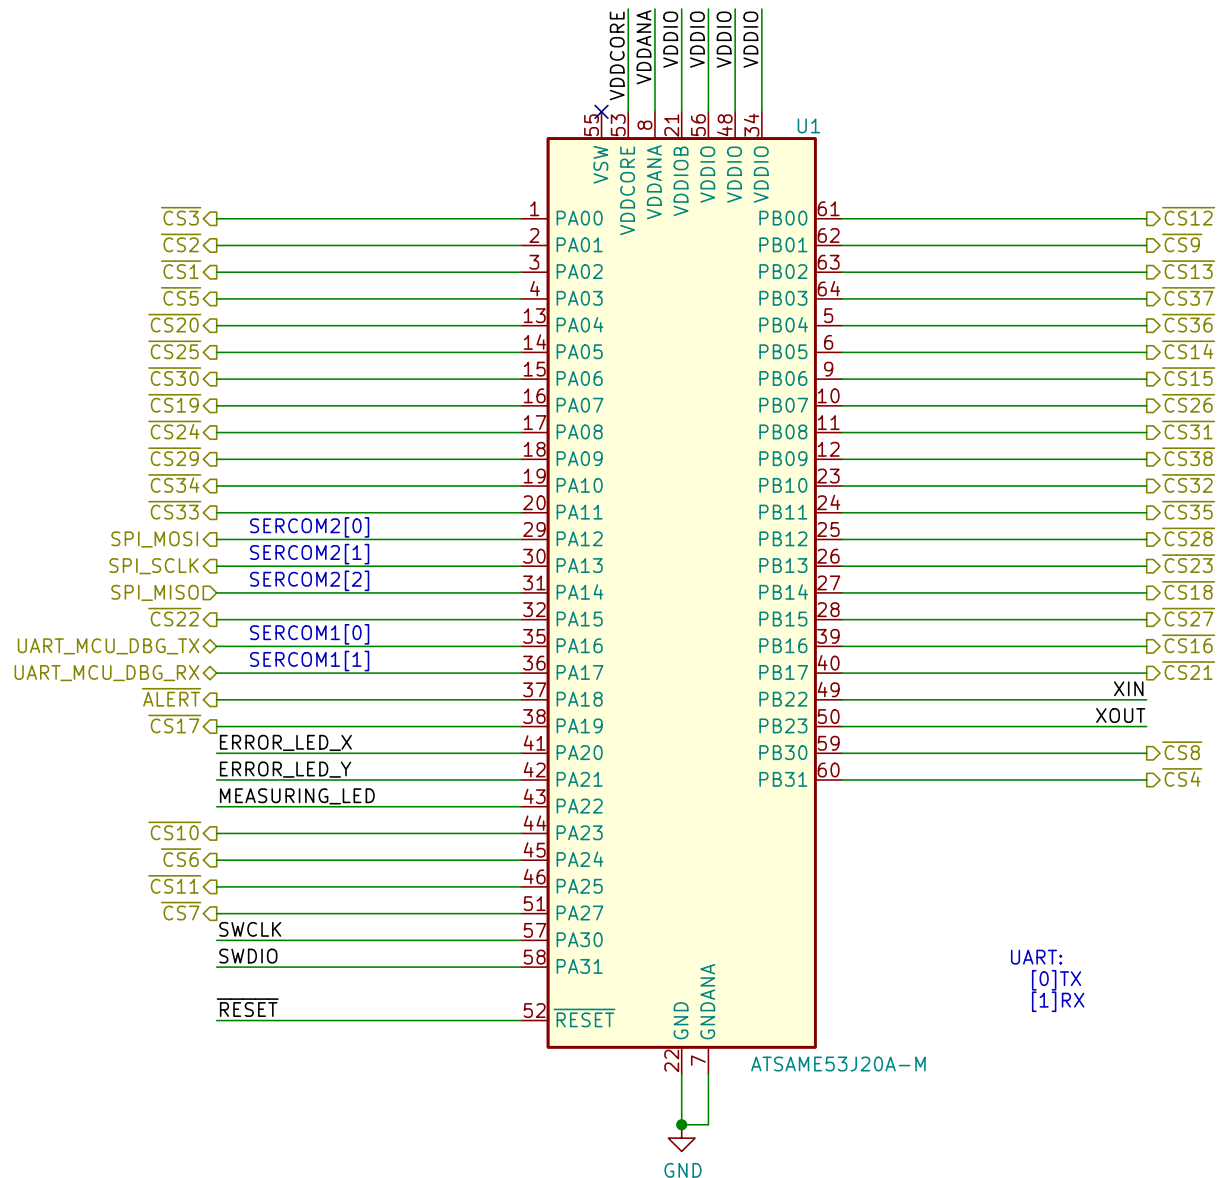 VDDCORE
VDDANA
VDDIO
VDDIO
VDDIO
VDDIO
55 53 8 21 56 48 34
U1
VSW
VDDCORE
VDDANA
VDDIOB
VDDIO
VDDIO
VDDIO
CS3 1 PA00 PB00 61 CS12
CS2 2 PA01 PB01 62 CS9
CS1 3 PA02 PB02 63 CS13
CS5 4 PA03 PB03 64 CS37
CS20 13 PA04 PB04 5 CS36
CS25 14 PA05 PB05 6 CS14
CS30 15 PA06 PB06 9 CS15
CS19 16 PA07 PB07 10 CS26
CS24 17 PA08 PB08 11 CS31
CS29 18 PA09 PB09 12 CS38
CS34 19 PA10 PB10 23 CS32
CS33 20 PA11 PB11 24 CS35
SERCOM2[0]
SPI_MOSI 29 PA12 PB12 25 CS28
SERCOM2[1]
SPI_SCLK 30 PA13 PB13 26 CS23
SERCOM2[2]
SPI_MISO 31 PA14 PB14 27 CS18
CS22 32 PA15 PB15 28 CS27
SERCOM1[0]
UART_MCU_DBG_TX 35 PA16 PB16 39 CS16
SERCOM1[1]
UART_MCU_DBG_RX 36 PA17 PB17 40 CS21
ALERT 37 PA18 PB22 49 XIN
CS17 38 PA19 PB23 50 XOUT
ERROR_LED_X 41 PA20 PB30 59 CS8
ERROR_LED_Y 42 PA21 PB31 60 CS4
MEASURING_LED 43 PA22
CS10 44 PA23
CS6 45 PA24
CS11 46 PA25
CS7 51 PA27
SWCLK 57 PA30
SWDIO 58 PA31
UART:
[0]TX
[1]RX
RESET 52 RESET
GND
GNDANA
22 7
ATSAME53J20A-M
GND